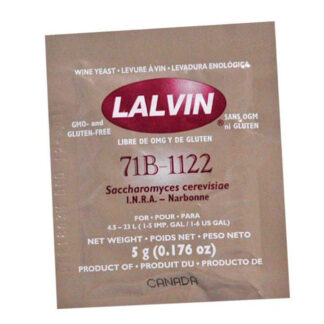 WINE YEAST - LEVURE À VIN - LEVADURA ENOLÓGICA
LALVIN®
GMO- and
GLUTEN-FREE
SANS OGM
ni GLUTEN
LIBRE DE OMG Y DE GLUTEN
71B-1122
Saccharomyces cerevisiae
I.N.R.A. – Narbonne
FOR • POUR • PARA
4.5 – 23 L ( 1-5 IMP. GAL / 1-6 US GAL)
NET WEIGHT • POIDS NET • PESO NETO
5 g (0.176 oz)
PRODUCT OF • PRODUIT DU • PRODUCTO DE
CANADA